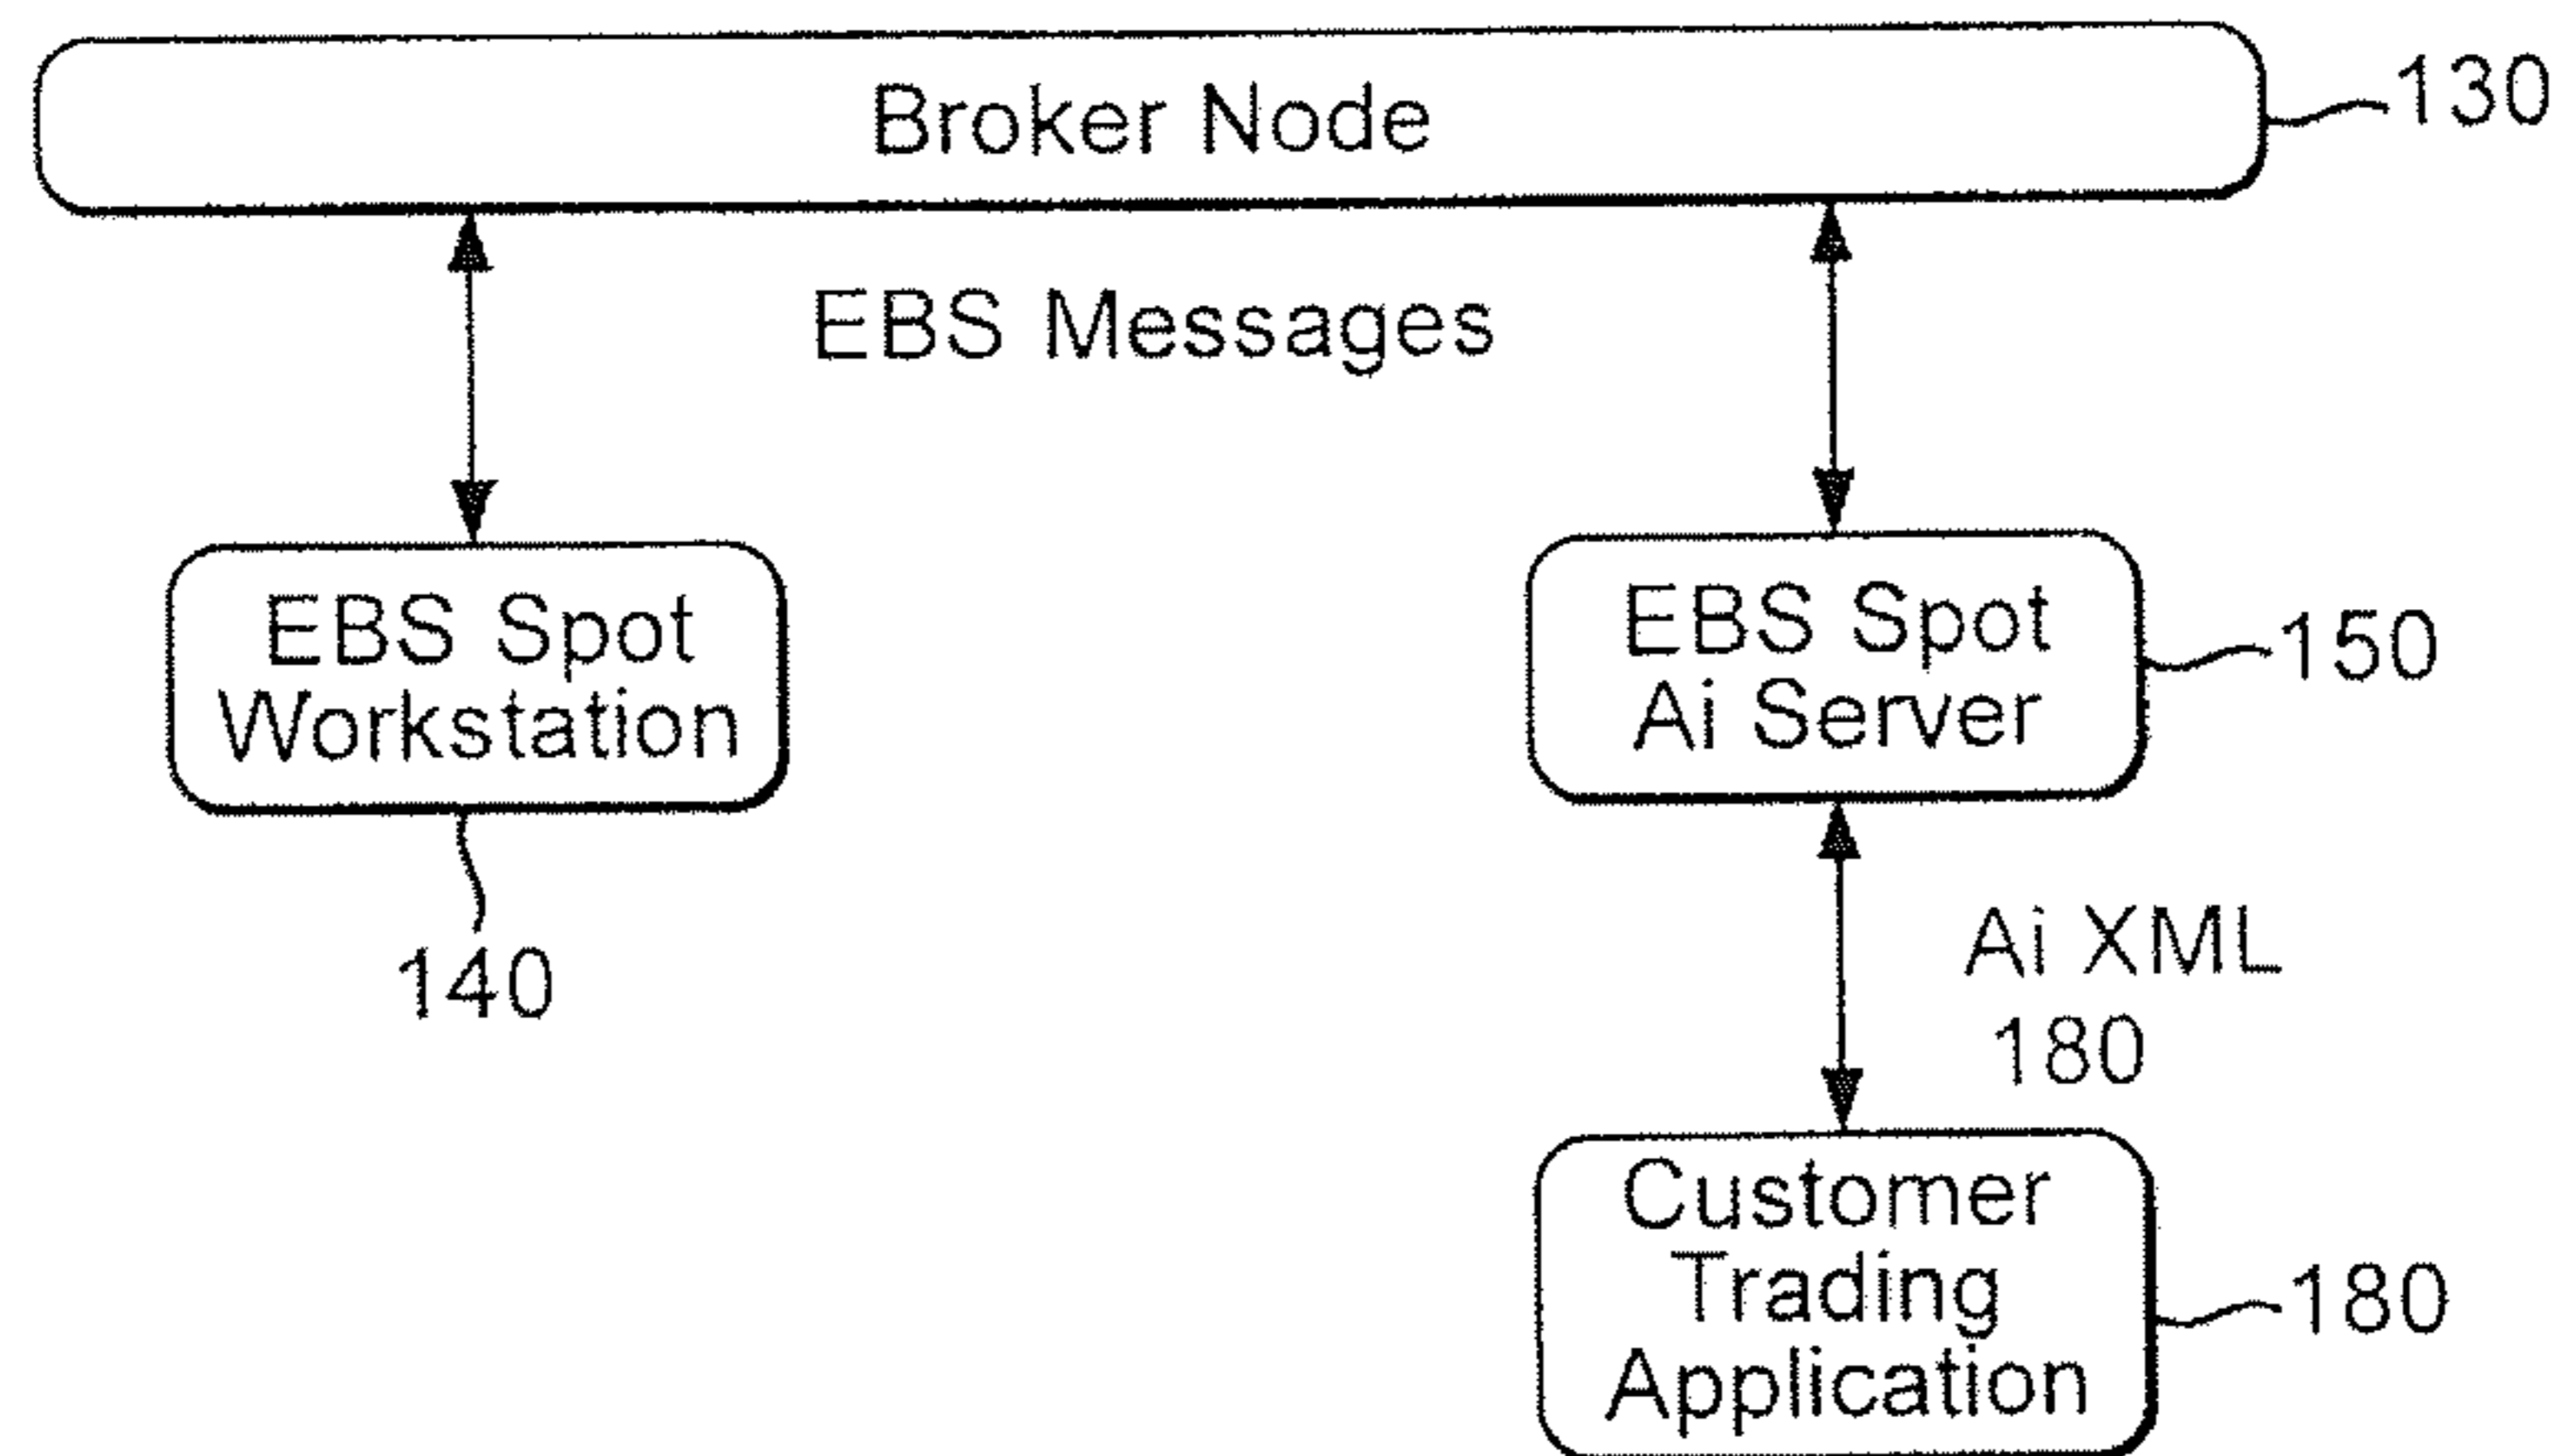 Broker Node
130
EBS Messages
EBS Spot
Workstation
140
EBS Spot
Ai Server
150
Ai XML
180
Customer
Trading
Application
180